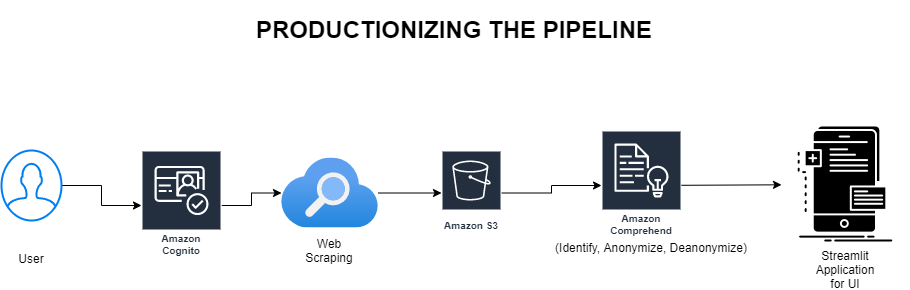 PRODUCTIONIZING THE PIPELINE
User
Amazon
Cognito
Web
Scraping
Amazon S3
Amazon
Comprehend
(Identify, Anonymize, Deanonymize)
Streamlit
Application
for UI